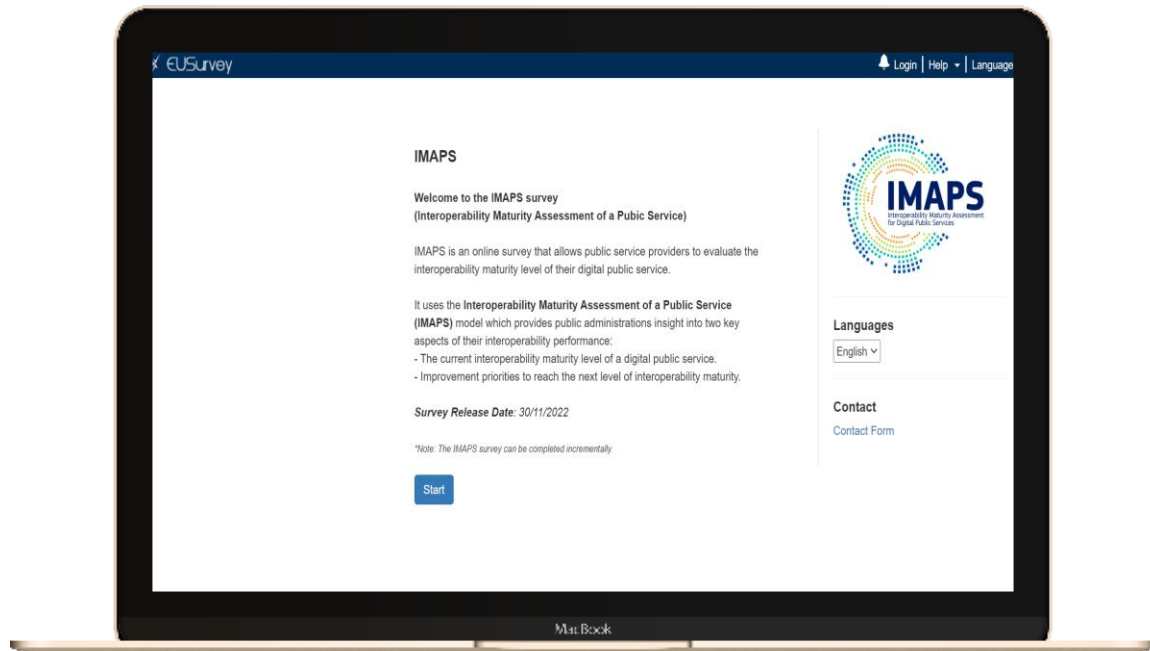 EUSurvey
Login | Help | Language
IMAPS
Welcome to the IMAPS survey
(Interoperability Maturity Assessment of a Pubic Service)
IMAPS is an online survey that allows public service providers to evaluate the
interoperability maturity level of their digital public service.
It uses the Interoperability Maturity Assessment of a Public Service
(IMAPS) model which provides public administrations insight into two key
aspects of their interoperability performance:
- The current interoperability maturity level of a digital public service.
- Improvement priorities to reach the next level of interoperability maturity.
Survey Release Date: 30/11/2022
*Note: The IMAPS survey can be completed incrementally.
Start
IMAPS
Interoperability Maturity Assessment
for Digital Public Services
Languages
English
Contact
Contact Form
MacBook